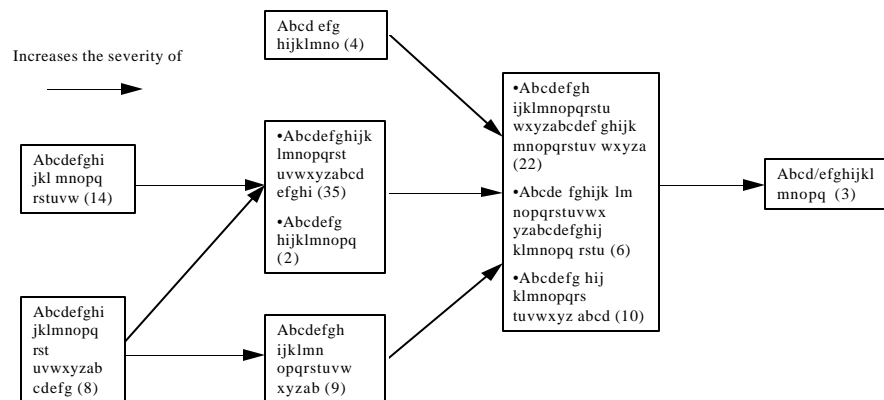 Increases the severity of
Abcd efg
hijklmno (4)
Abcdefghi
jkl mnopq
rstuvw (14)
Abcdefghi
jklmnopq
rst
uvwxyzab
cdefg (8)
•Abcdefghijk
lmnopqrst
uvwxyzabcd
efghi (35)
•Abcdefg
hijklmnopq
(2)
Abcdefgh
ijklmn
opqrstuvw
xyzab (9)
•Abcdefgh
ijklmnopqrstu
wxyzabcdef ghijk
mnopqrstuv wxyza
(22)
•Abcde fghijk lm
nopqrstuvwx
yzabcdefghij
klmnopq rstu (6)
•Abcdefg hij
klmnopqrs
tuvwxyz abcd (10)
Abcd/efghijkl
mnopq (3)